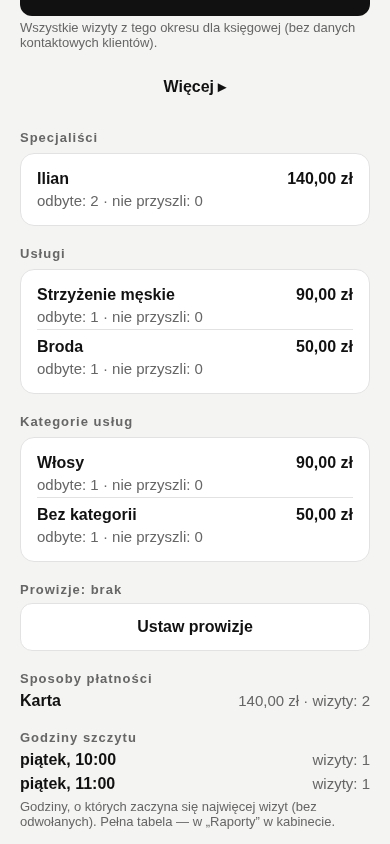 Wszystkie wizyty z tego okresu dla księgowej (bez danych
kontaktowych klientów).
Więcej ▸
Specjaliści
Ilian 140,00 zł
odbyte: 2 · nie przyszli: 0
Usługi
Strzyżenie męskie 90,00 zł
odbyte: 1 · nie przyszli: 0
Broda 50,00 zł
odbyte: 1 · nie przyszli: 0
Kategorie usług
Włosy 90,00 zł
odbyte: 1 · nie przyszli: 0
Bez kategorii 50,00 zł
odbyte: 1 · nie przyszli: 0
Prowizje: brak
Ustaw prowizje
Sposoby płatności
Karta 140,00 zł · wizyty: 2
Godziny szczytu
piątek, 10:00 wizyty: 1
piątek, 11:00 wizyty: 1
Godziny, o których zaczyna się najwięcej wizyt (bez
odwołanych). Pełna tabela — w „Raporty” w kabinecie.